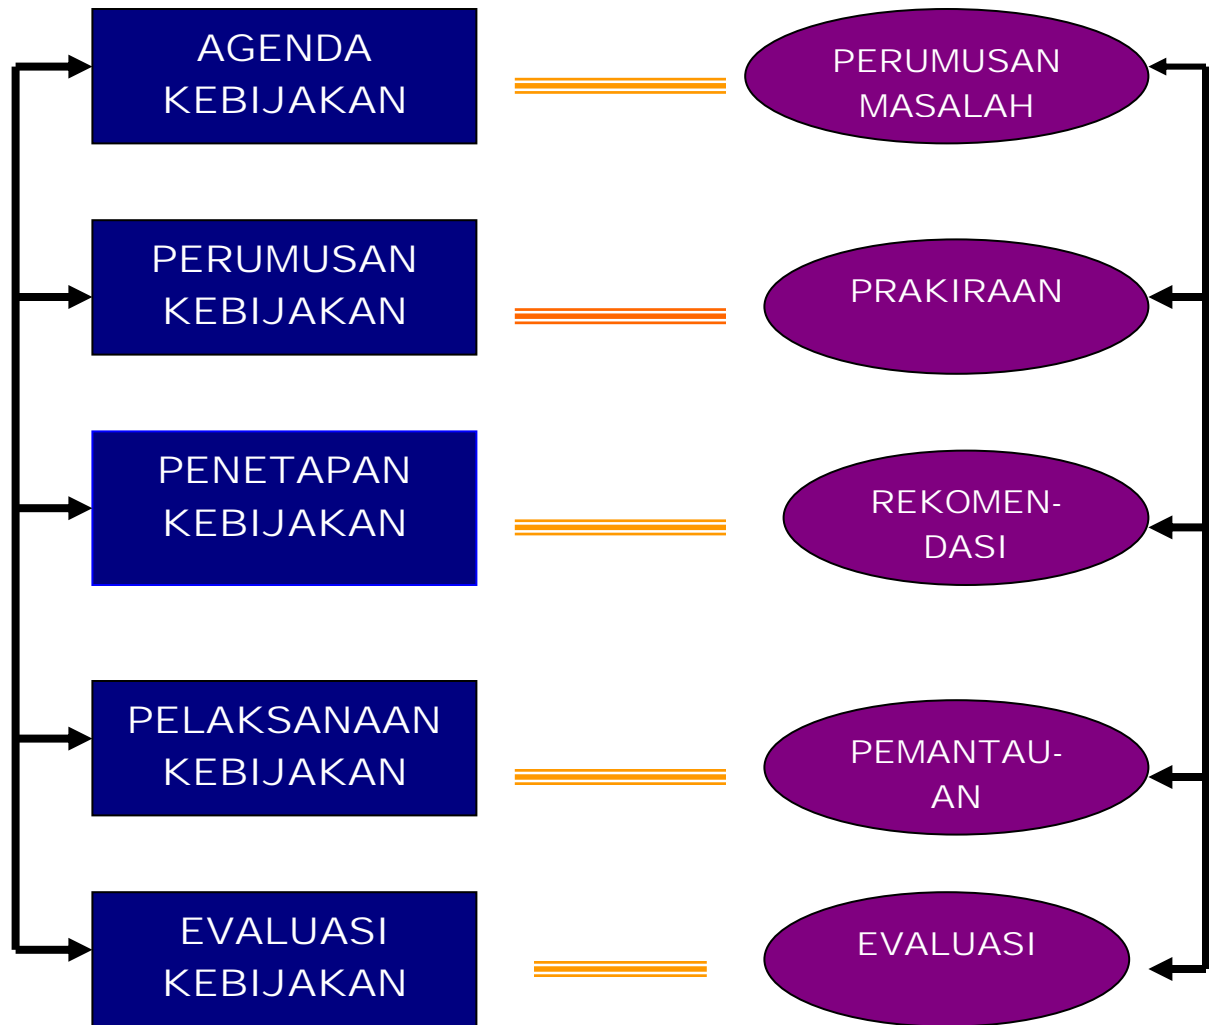 AGENDA
KEBIJAKAN
PERUMUSAN
MASALAH
PERUMUSAN
KEBIJAKAN
PRAKIRAAN
PENETAPAN
KEBIJAKAN
REKOMEN-
DASI
PELAKSANAAN
KEBIJAKAN
PEMANTAU-
AN
EVALUASI
KEBIJAKAN
EVALUASI